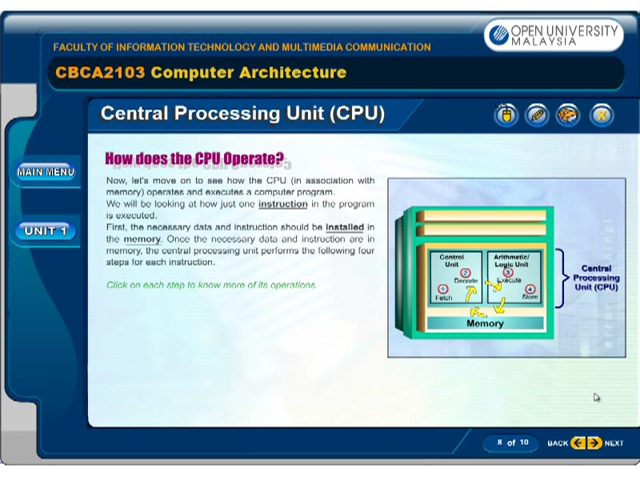 OPEN UNIVERSITY
MALAYSIA
FACULTY OF INFORMATION TECHNOLOGY AND MULTIMEDIA COMMUNICATION
CBCA2103 Computer Architecture
Central Processing Unit (CPU)
MAIN MENU
UNIT 1
How does the CPU Operate?
Now, let's move on to see how the CPU (in association with
memory) operates and executes a computer program.
We will be looking at how just one instruction in the program
is executed.
First, the necessary data and instruction should be installed in
the memory. Once the necessary data and instruction are in
memory, the central processing unit performs the following four
steps for each instruction.
Click on each step to know more of its operations.
Control
Unit
Arithmetic/
Logic Unit
2
Decode
3
Execute
1
Fetch
4
Store
Memory
Central
Processing
Unit (CPU)
8 of 10
BACK
NEXT